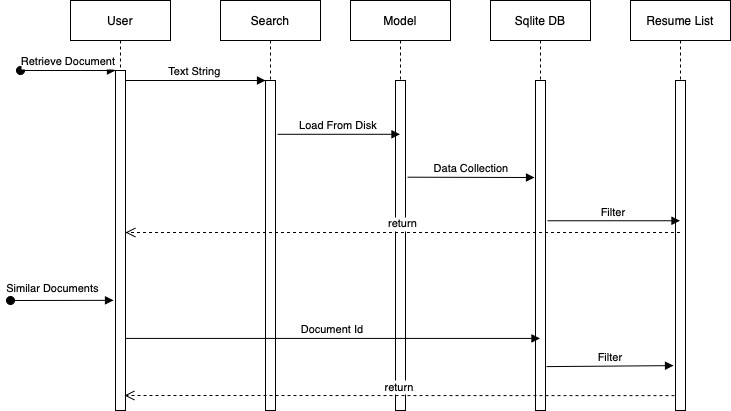 User
Search
Model
Sqlite DB
Resume List
Retrieve Document
Text String
Load From Disk
Data Collection
Filter
return
Similar Documents
Document Id
Filter
return